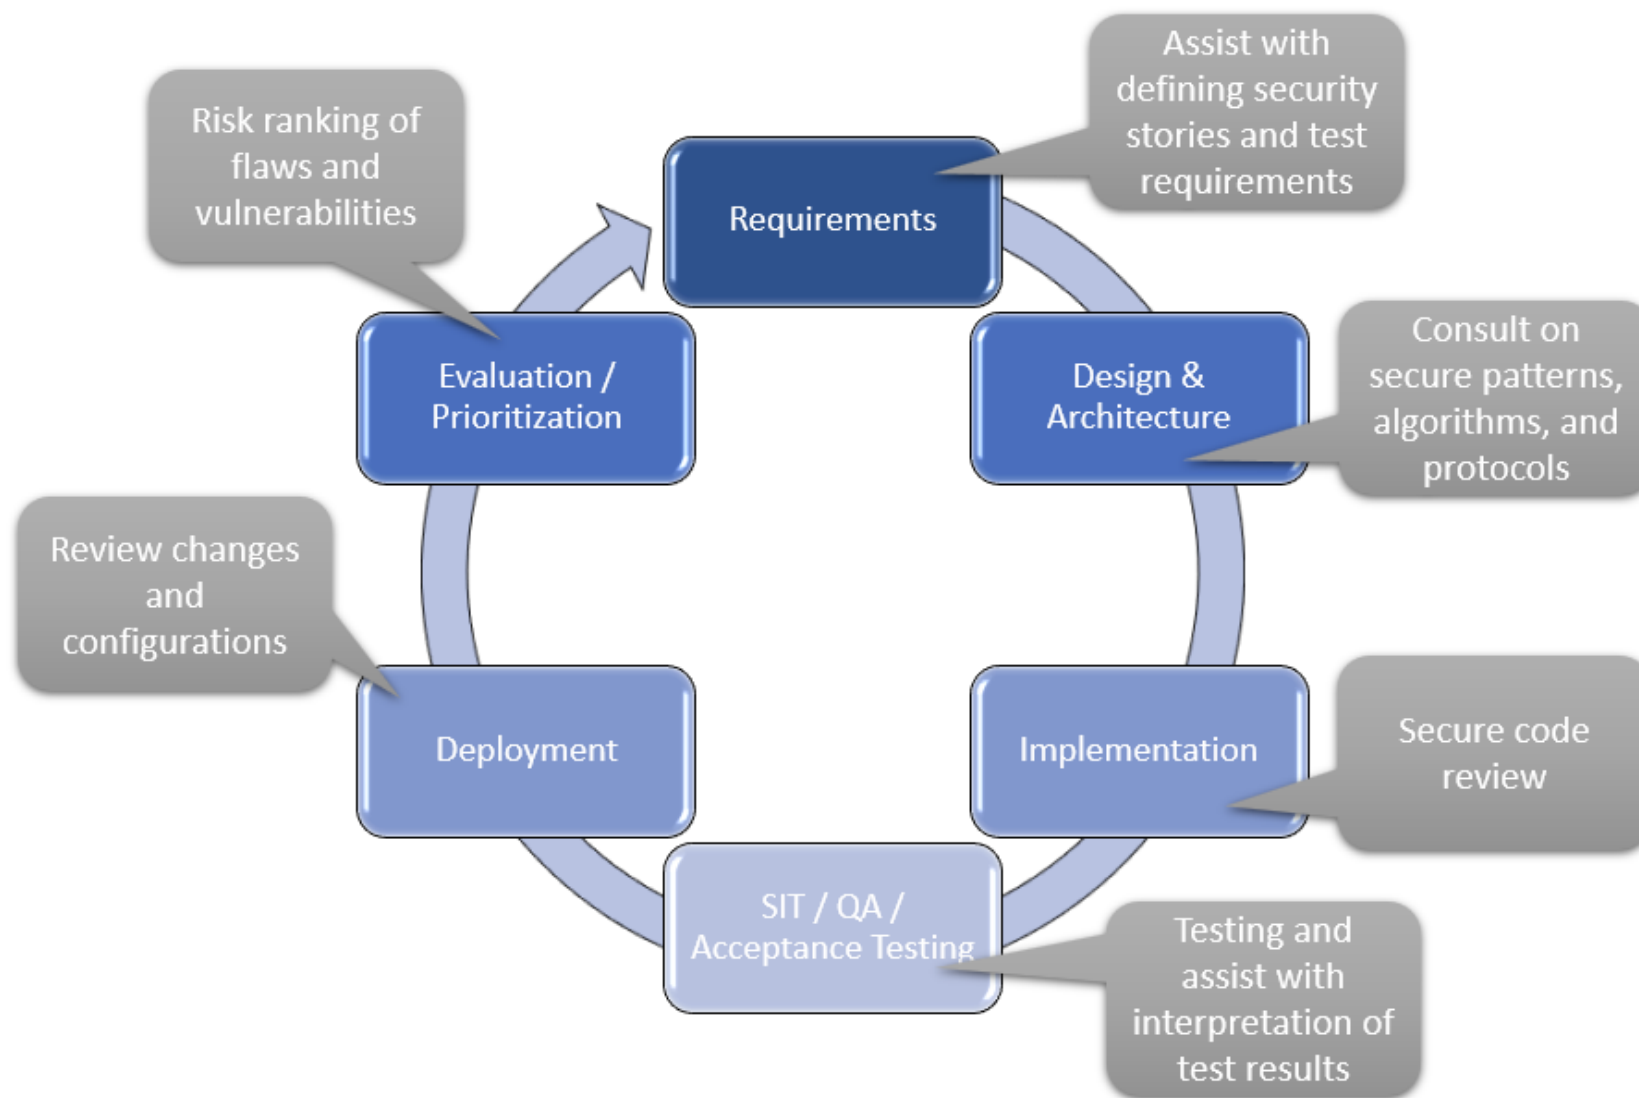 Assist with
defining security
stories and test
requirements
Risk ranking of
flaws and
vulnerabilities
Requirements
Evaluation /
Prioritization
Design &
Architecture
Consult on
secure patterns,
algorithms, and
protocols
Review changes
and
configurations
Deployment
Implementation
Secure code
review
SIT / QA /
Acceptance Testing
Testing and
assist with
interpretation of
test results